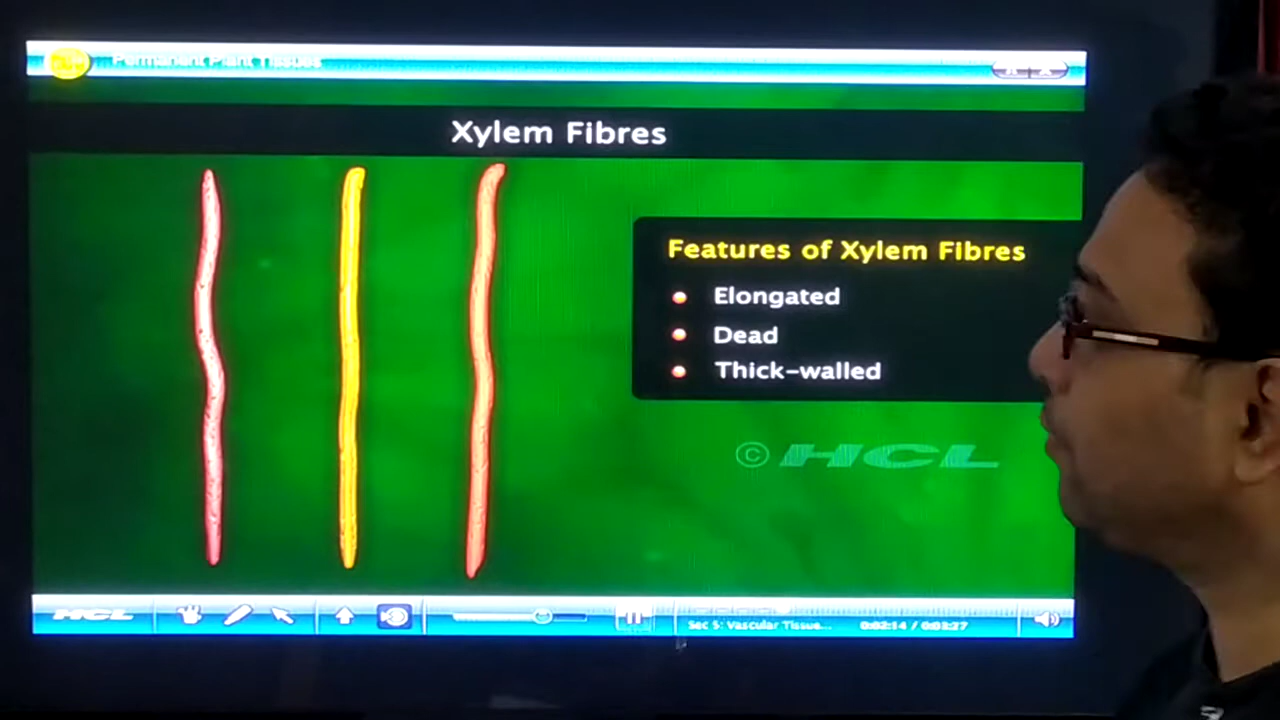 Permanent Plant Tissues
Xylem Fibres
Features of Xylem Fibres
Elongated
Dead
Thick-walled
© HCL
HCL
Sec 5: Vascular Tissue...
0:02:14 / 0:03:27